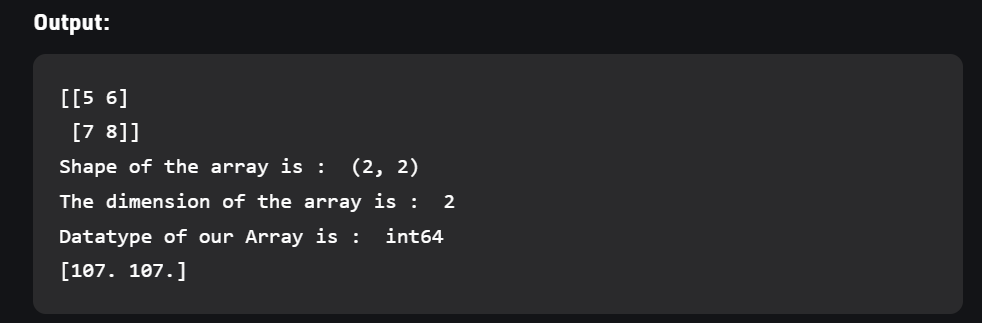 Output:
[[5 6]
 [7 8]]
Shape of the array is :  (2, 2)
The dimension of the array is :  2
Datatype of our Array is :  int64
[107. 107.]